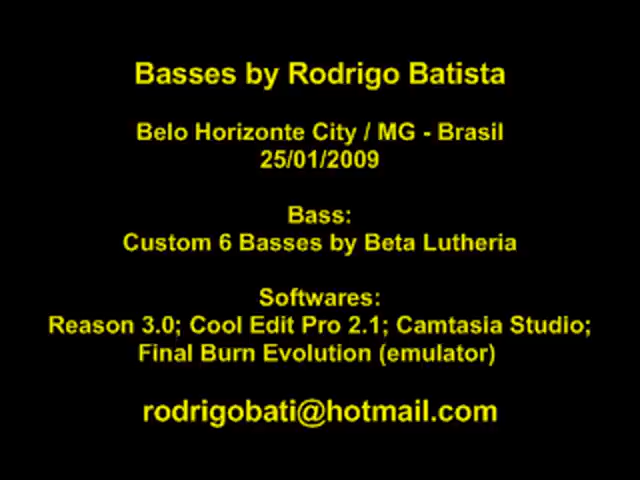 Basses by Rodrigo Batista
Belo Horizonte City / MG - Brasil
25/01/2009
Bass:
Custom 6 Basses by Beta Lutheria
Softwares:
Reason 3.0; Cool Edit Pro 2.1; Camtasia Studio;
Final Burn Evolution (emulator)
rodrigobati@hotmail.com